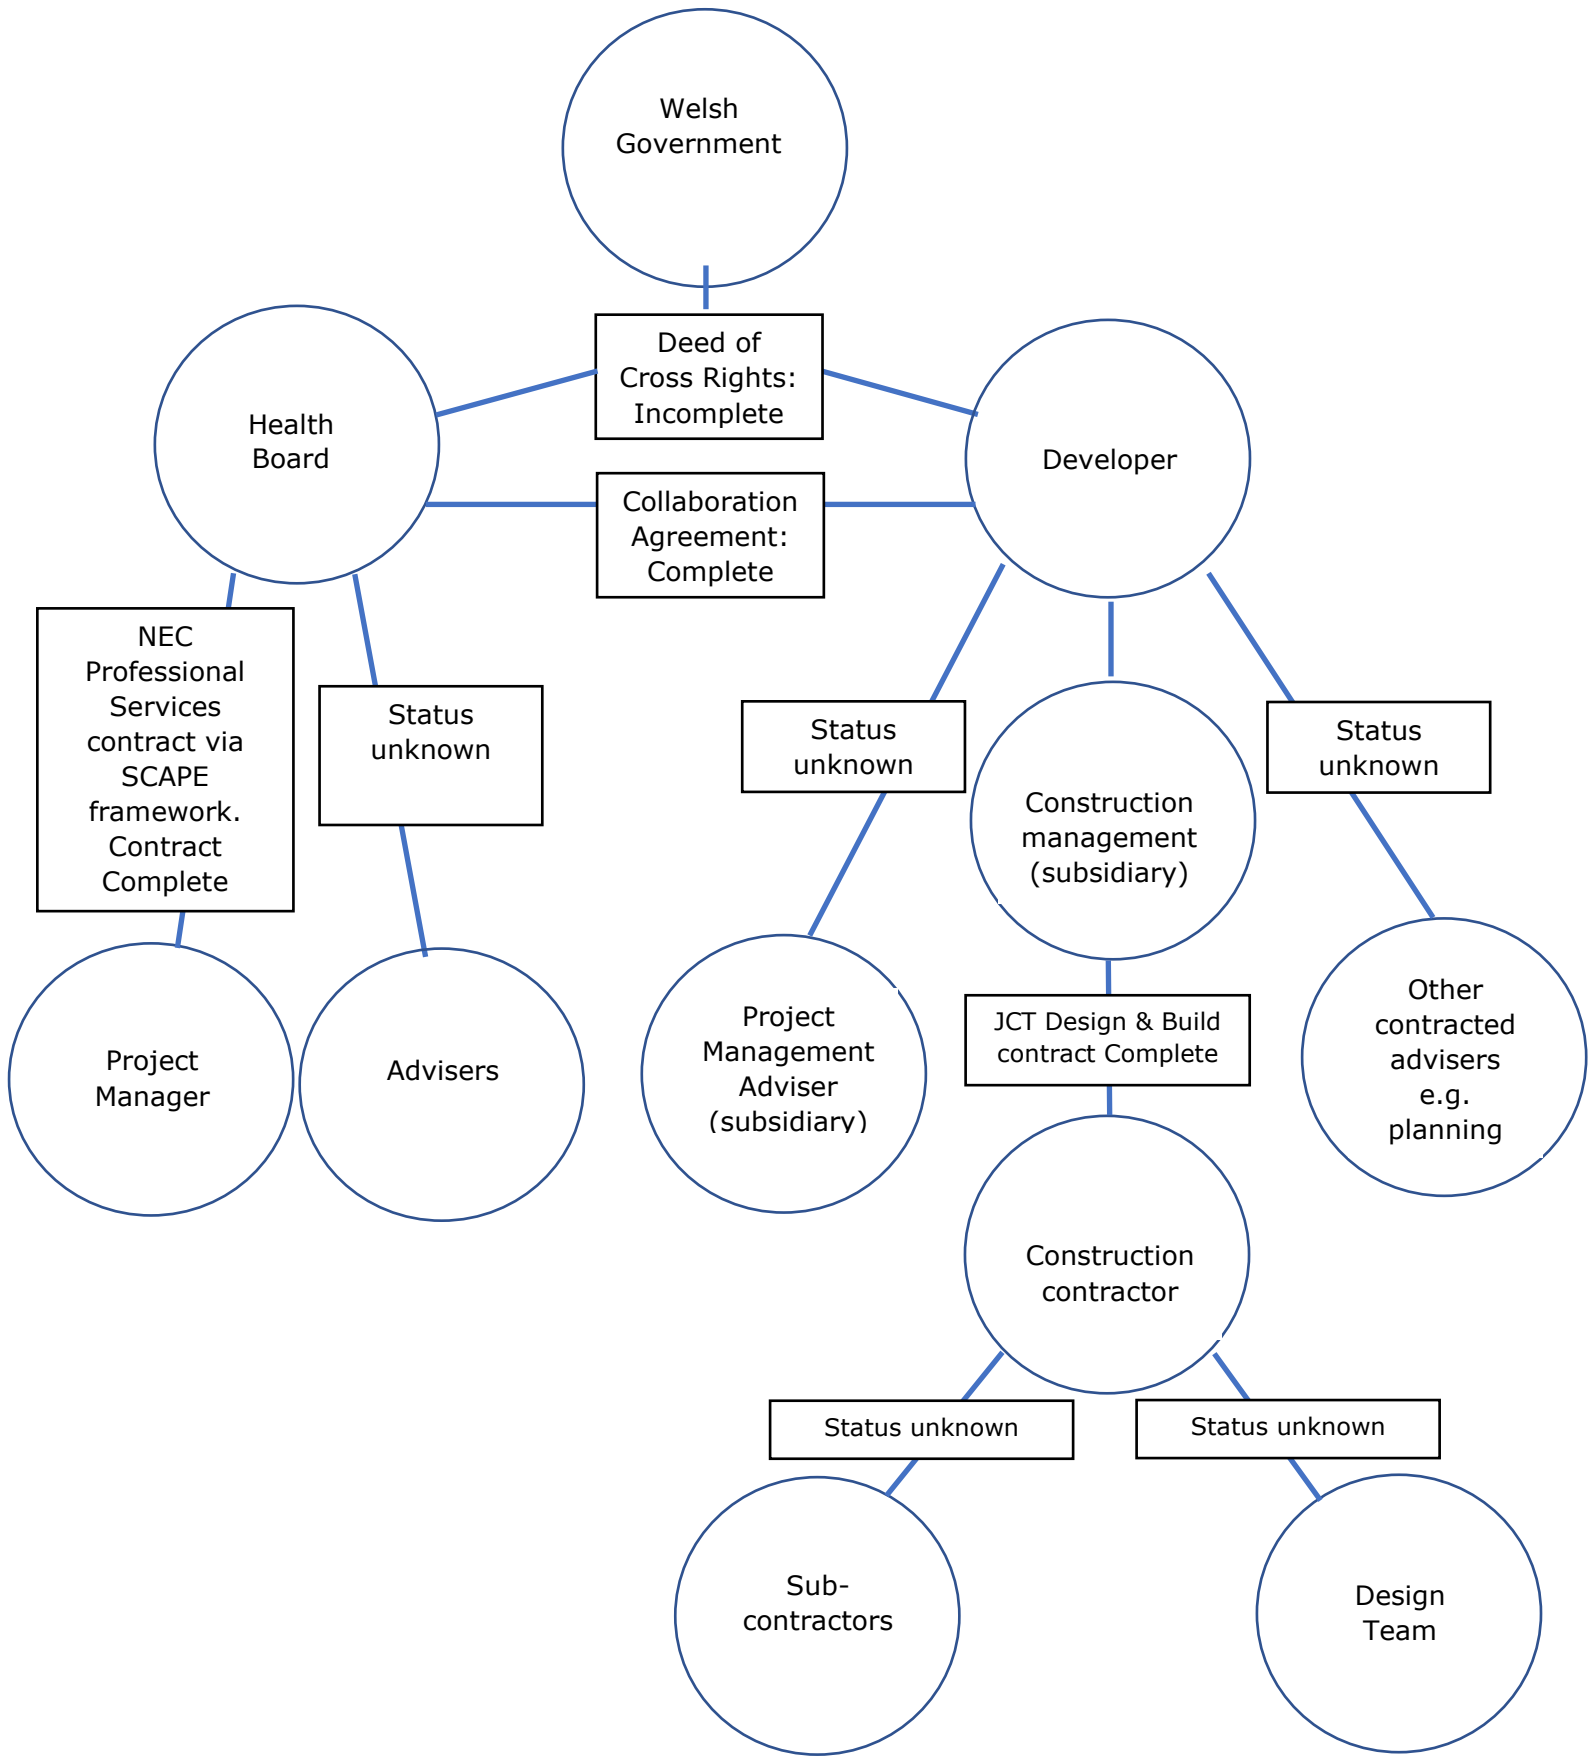 Welsh
Government
Deed of
Cross Rights:
Incomplete
Health
Board
Developer
Collaboration
Agreement:
Complete
NEC
Professional
Services
contract via
SCAPE
framework.
Contract
Complete
Status
unknown
Status
unknown
Construction
management
(subsidiary)
Status
unknown
Project
Manager
Advisers
Project
Management
Adviser
(subsidiary)
JCT Design & Build
contract Complete
Other
contracted
advisers
e.g.
planning
Construction
contractor
Status unknown
Status unknown
Sub-
contractors
Design
Team